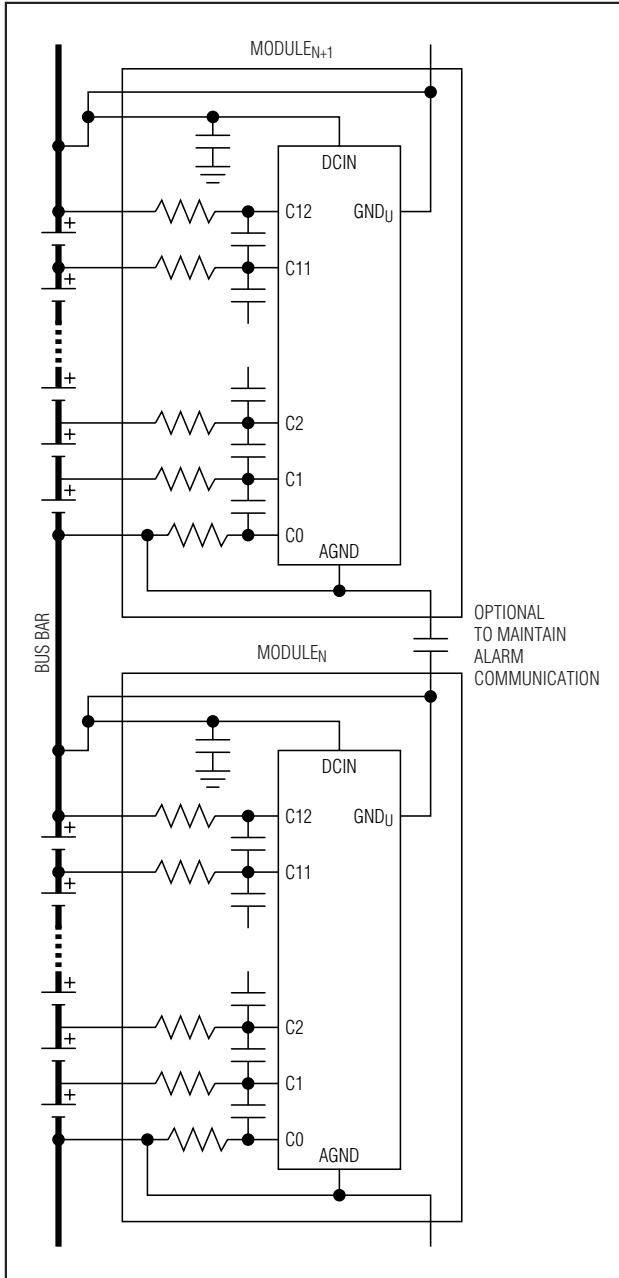 MODULEN+1
DCIN
C12
GNDU
+
C11
+
+
C2
+
C1
+
C0
AGND
BUS BAR
OPTIONAL
TO MAINTAIN
ALARM
COMMUNICATION
MODULEN
DCIN
C12
GNDU
+
C11
+
+
C2
+
C1
+
C0
AGND